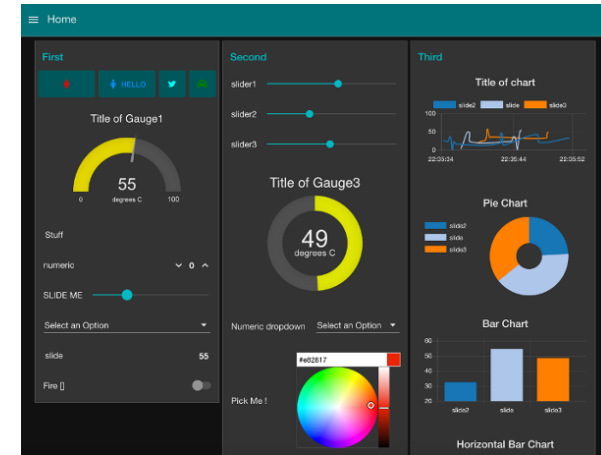 Home
First
HELLO
Title of Gauge1
55
degrees C
0
100
Stuff
numeric
0
SLIDE ME
Select an Option
slide
55
Fire []
Second
slider1
slider2
slider3
Title of Gauge3
49
degrees C
Numeric dropdown Select an Option
#e82817
Pick Me !
Third
Title of chart
slide2 slide slide3
100
50
0
22:05:34 22:05:44 22:05:52
Pie Chart
slide2
slide
slide3
Bar Chart
60
50
40
30
20
slide2 slide slide3
Horizontal Bar Chart